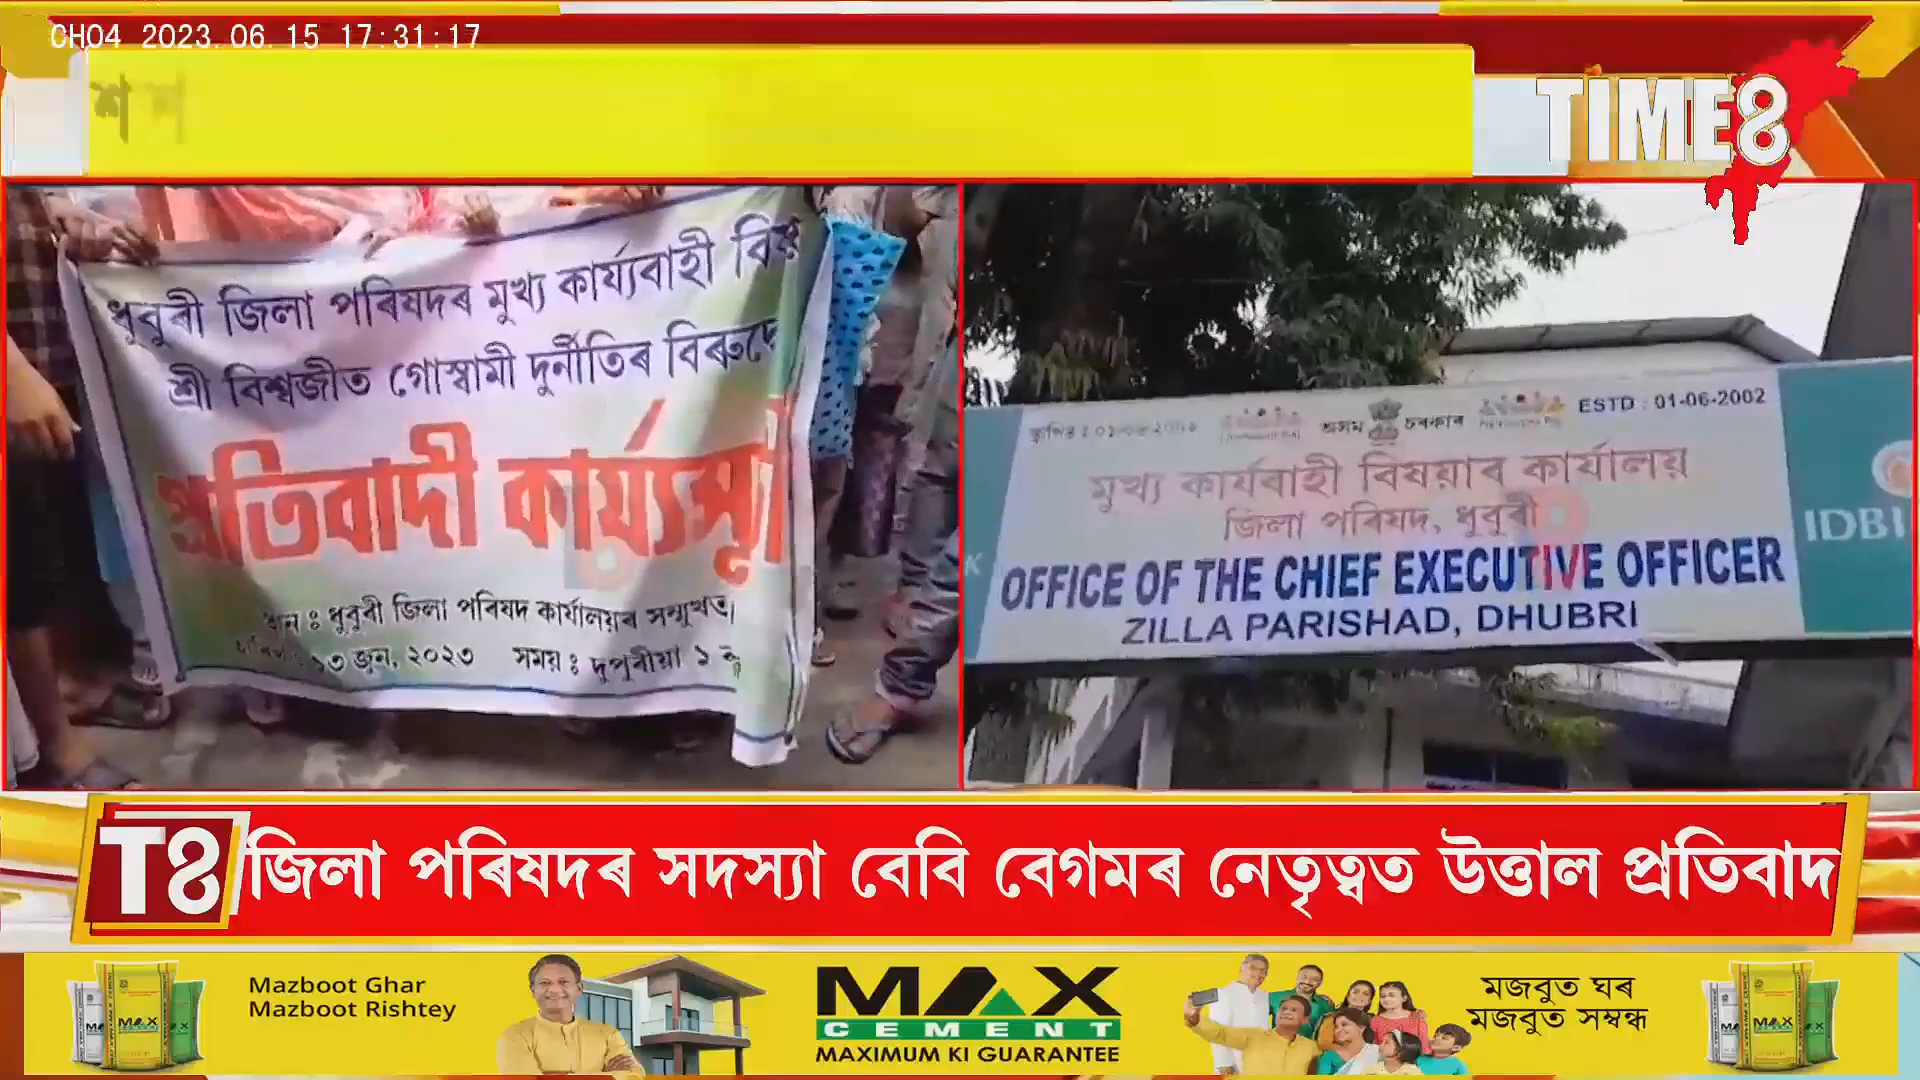 CH04 2023.06.15 17:31:17
TIME8
ধুবুৰী জিলা পৰিষদৰ মুখ্য কাৰ্য্যবাহী
শ্ৰী বিশ্বজীত গোস্বামী দুৰ্নীতিৰ বিৰুদ্ধে
প্ৰতিবাদী কাৰ্য্যসূচী
ধুবুৰী জিলা পৰিষদ কাৰ্যালয়ৰ সন্মুখত।
১৩ জুন, ২০২৩ সময় : দুপৰীয়া ১
অসম চৰকাৰ ESTD : 01-06-2002
মুখ্য কাৰ্যবাহী বিষয়াৰ কাৰ্যালয়
জিলা পৰিষদ, ধুবুৰী
OFFICE OF THE CHIEF EXECUTIVE OFFICER
ZILLA PARISHAD, DHUBRI
IDBI
T8 জিলা পৰিষদৰ সদস্যা বেবি বেগমৰ নেতৃত্বত উত্তাল প্ৰতিবাদ
Mazboot Ghar
Mazboot Rishtey
MAX
CEMENT
MAXIMUM KI GUARANTEE
মজবুত ঘৰ
মজবুত সম্বন্ধ
MAX
MAX